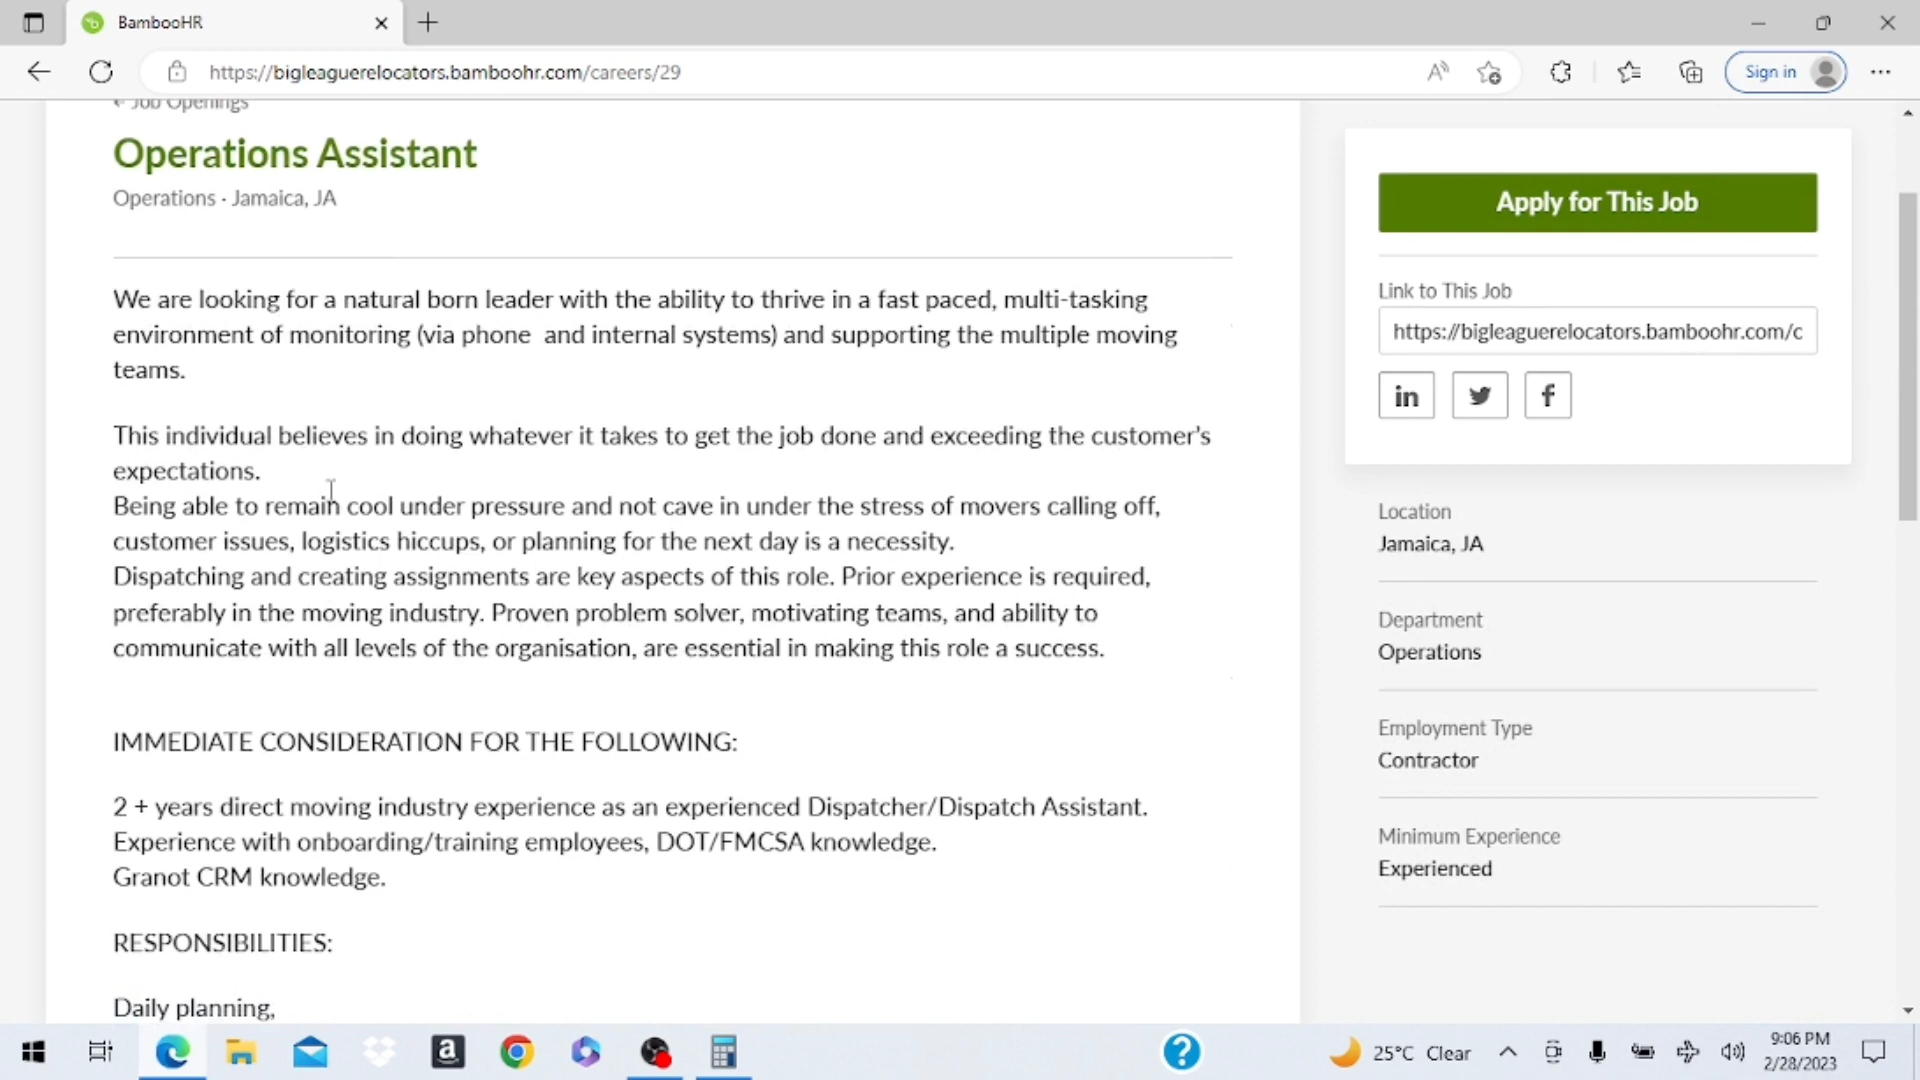 BambooHR
https://bigleaguerelocators.bamboohr.com/careers/29
Sign in
Job Openings
Operations Assistant
Operations · Jamaica, JA
We are looking for a natural born leader with the ability to thrive in a fast paced, multi-tasking
environment of monitoring (via phone  and internal systems) and supporting the multiple moving
teams.
This individual believes in doing whatever it takes to get the job done and exceeding the customer's
expectations.
Being able to remain cool under pressure and not cave in under the stress of movers calling off,
customer issues, logistics hiccups, or planning for the next day is a necessity.
Dispatching and creating assignments are key aspects of this role. Prior experience is required,
preferably in the moving industry. Proven problem solver, motivating teams, and ability to
communicate with all levels of the organisation, are essential in making this role a success.
IMMEDIATE CONSIDERATION FOR THE FOLLOWING:
2 + years direct moving industry experience as an experienced Dispatcher/Dispatch Assistant.
Experience with onboarding/training employees, DOT/FMCSA knowledge.
Granot CRM knowledge.
RESPONSIBILITIES:
Daily planning,
Apply for This Job
Link to This Job
https://bigleaguerelocators.bamboohr.com/c
Location
Jamaica, JA
Department
Operations
Employment Type
Contractor
Minimum Experience
Experienced
25°C Clear
9:06 PM
2/28/2023